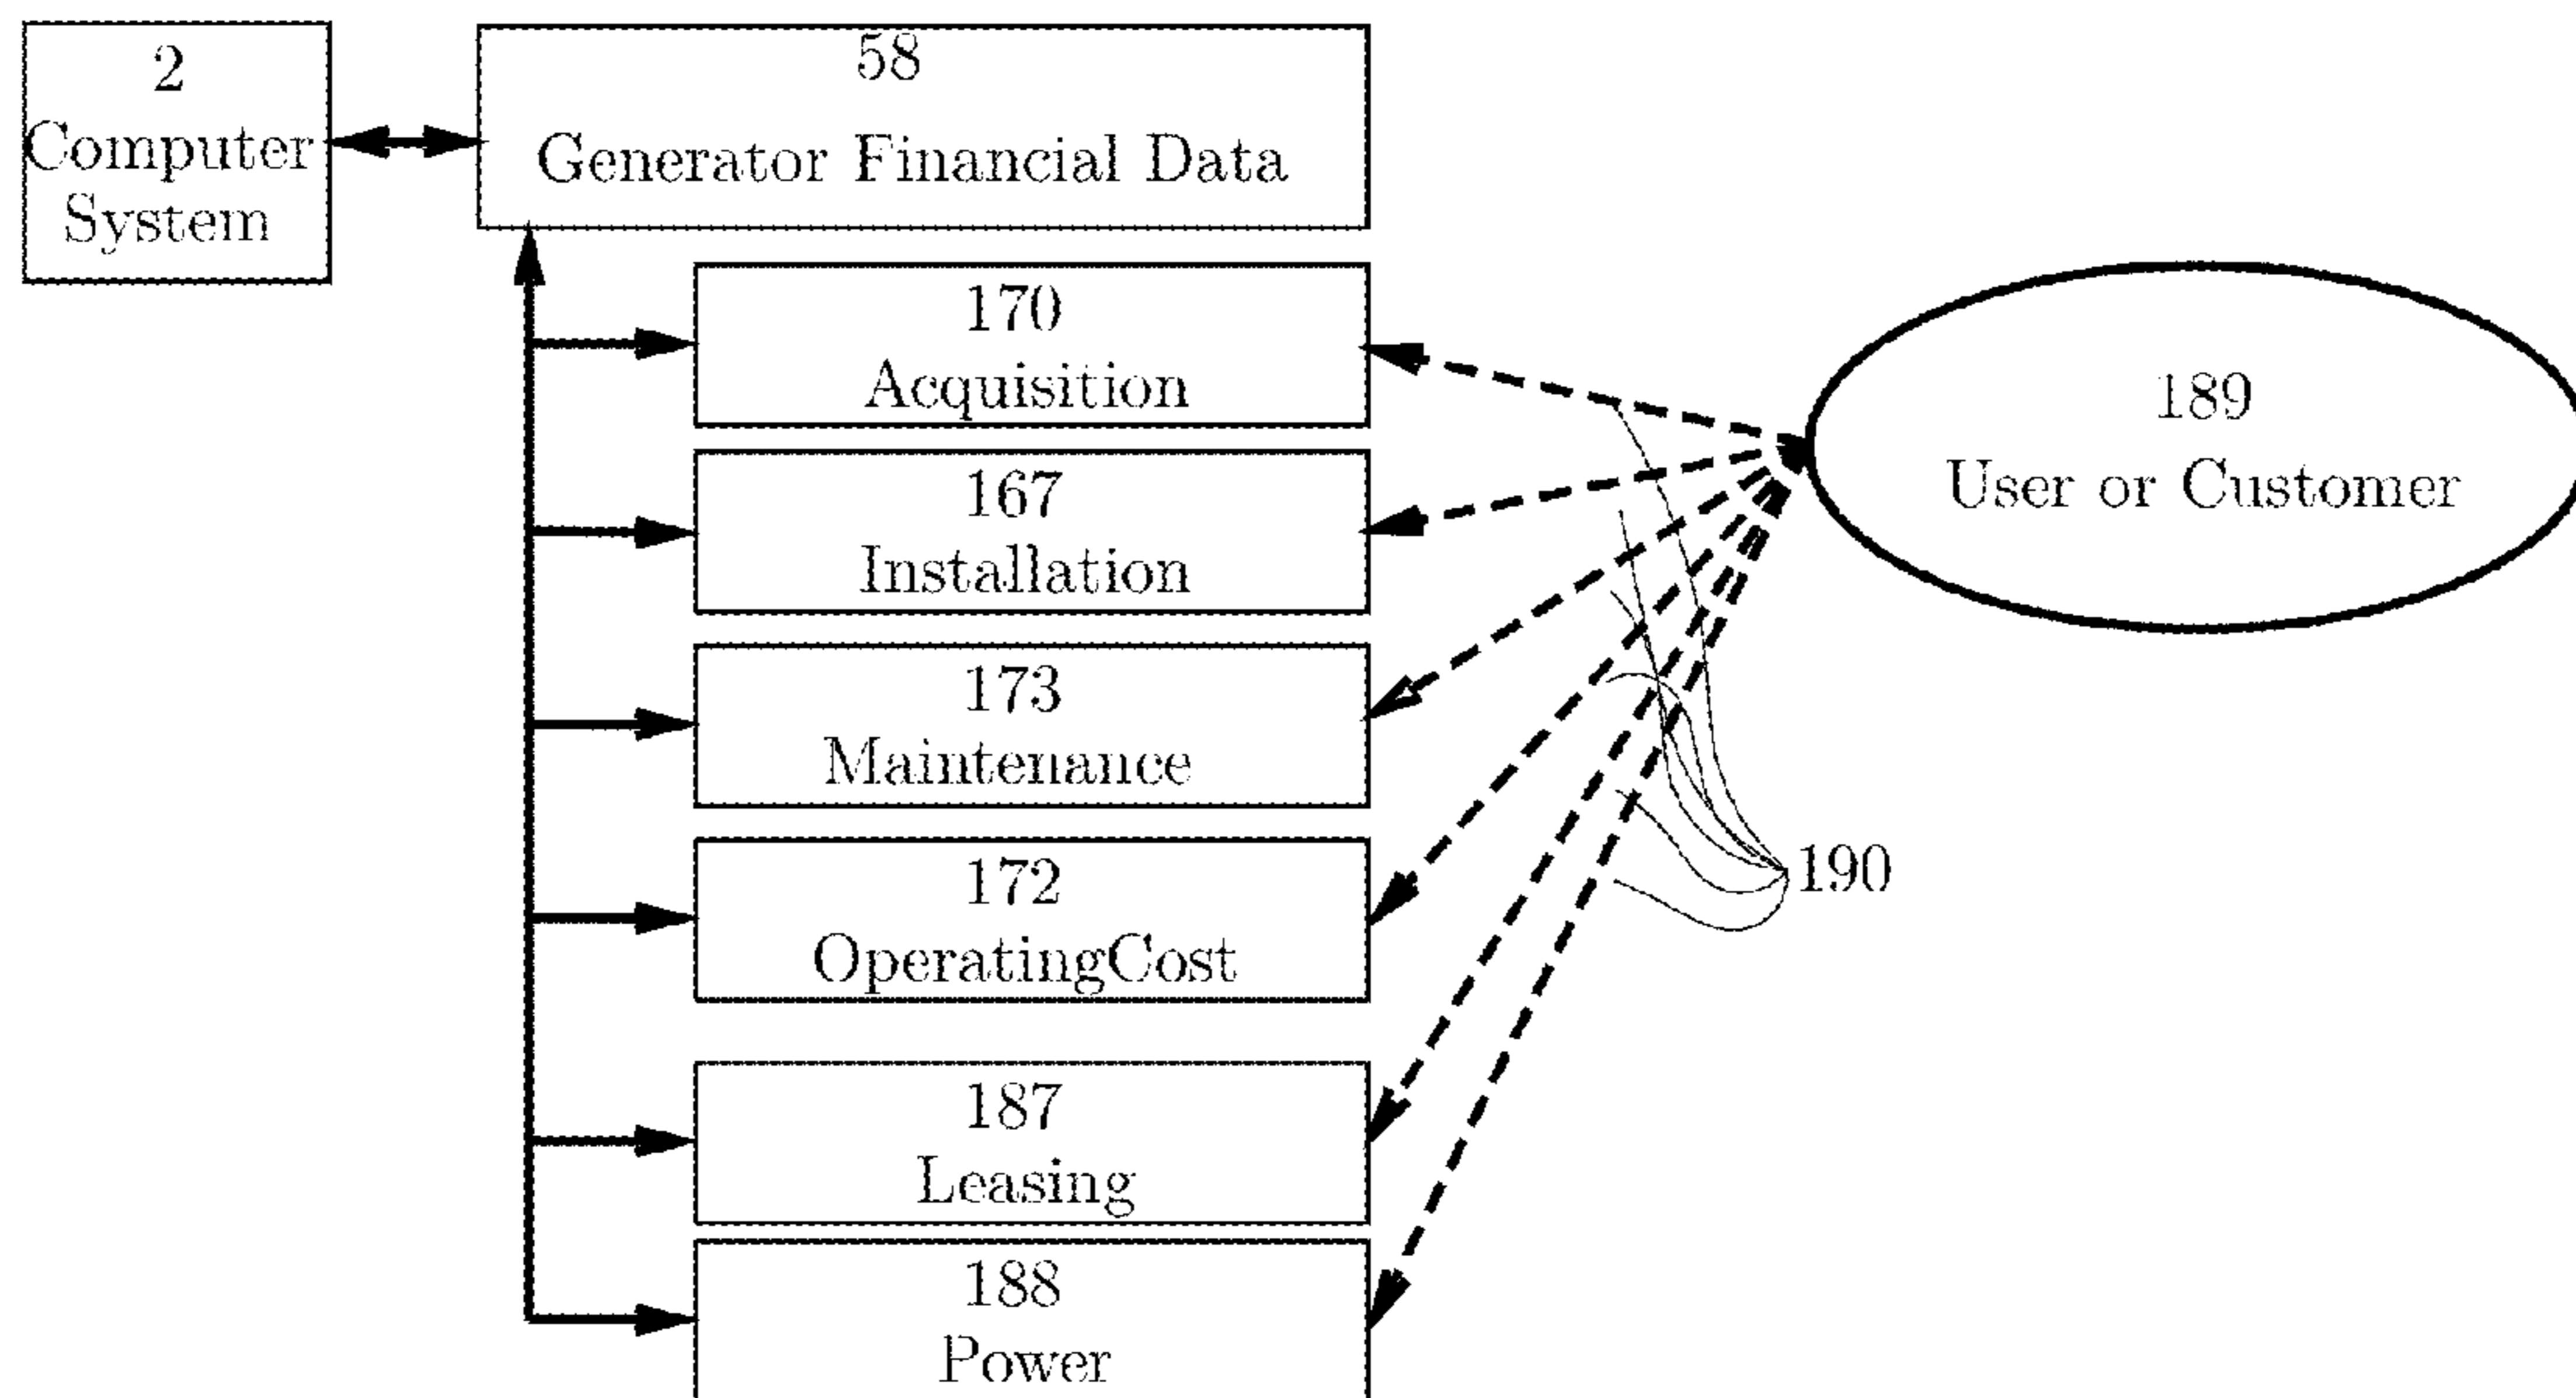 2
Computer
System
58
Generator Financial Data
170
Acquisition
167
Installation
173
Maintenance
172
OperatingCost
187
Leasing
188
Power
189
User or Customer
190